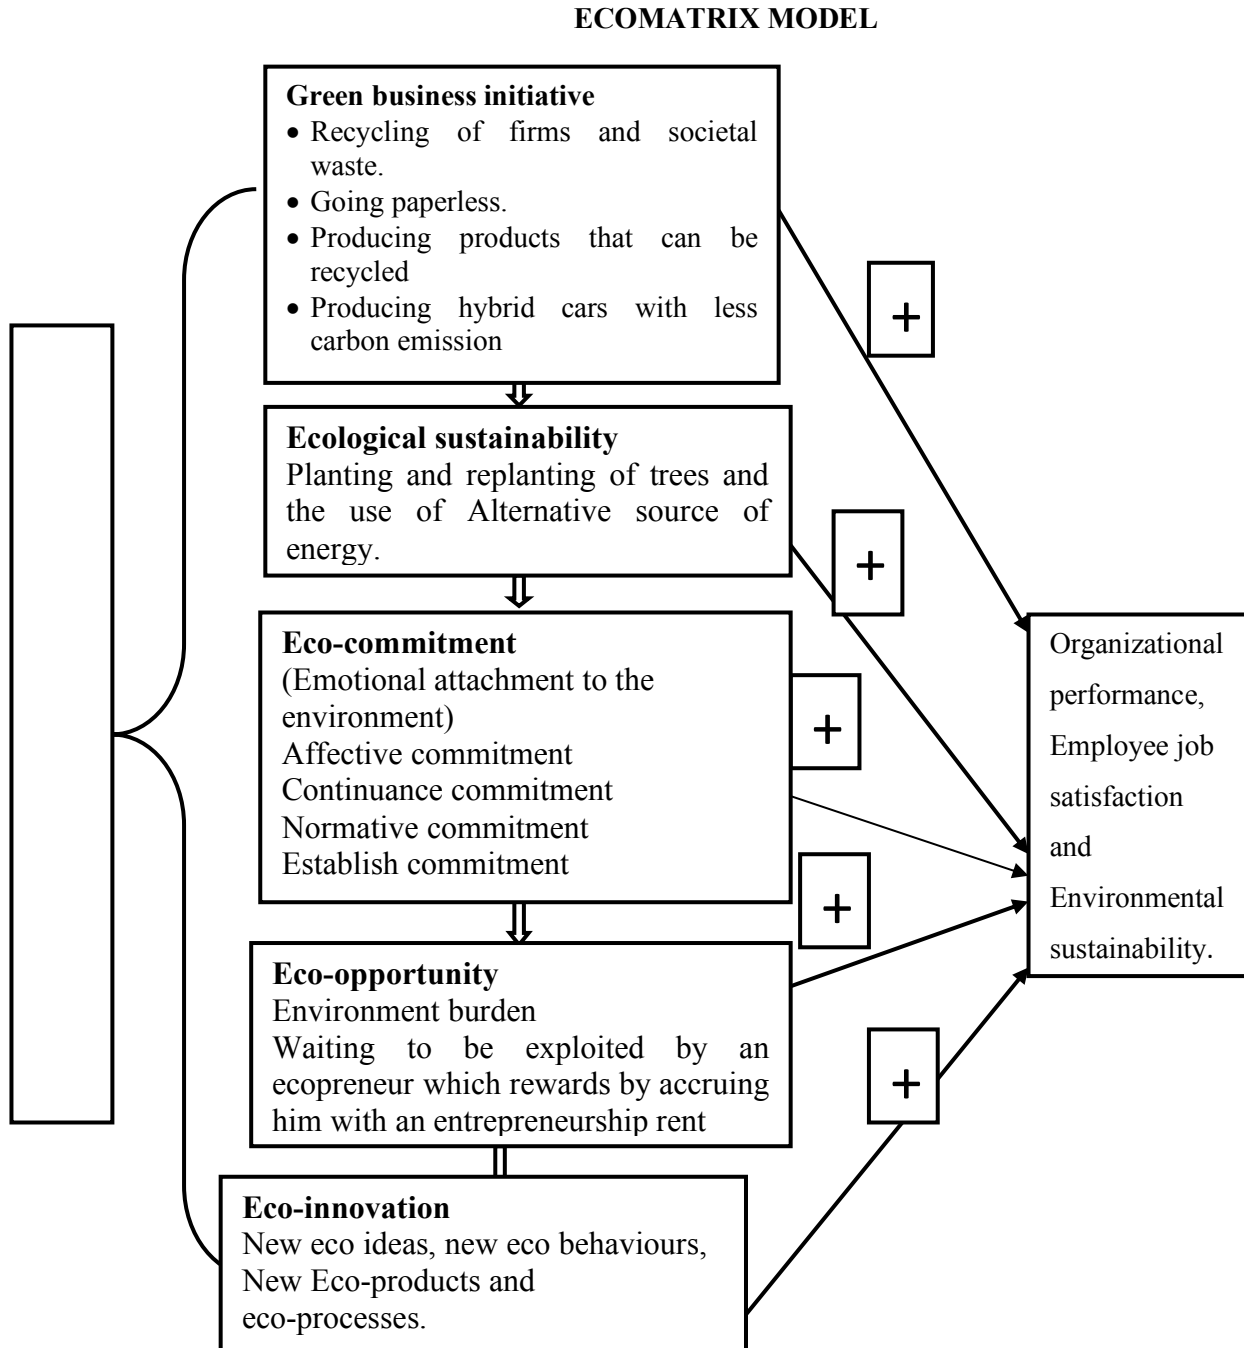 ECOMATRIX MODEL
Green business initiative
• Recycling of firms and societal
waste.
• Going paperless.
• Producing products that can be
recycled
• Producing hybrid cars with less
carbon emission
+
Ecological sustainability
Planting and replanting of trees and
the use of Alternative source of
energy.
+
Eco-commitment
(Emotional attachment to the
environment)
Affective commitment
Continuance commitment
Normative commitment
Establish commitment
+
+
Organizational
performance,
Employee job
satisfaction
and
Environmental
sustainability.
Eco-opportunity
Environment burden
Waiting to be exploited by an
ecopreneur which rewards by accruing
him with an entrepreneurship rent
+
Eco-innovation
New eco ideas, new eco behaviours,
New Eco-products and
eco-processes.